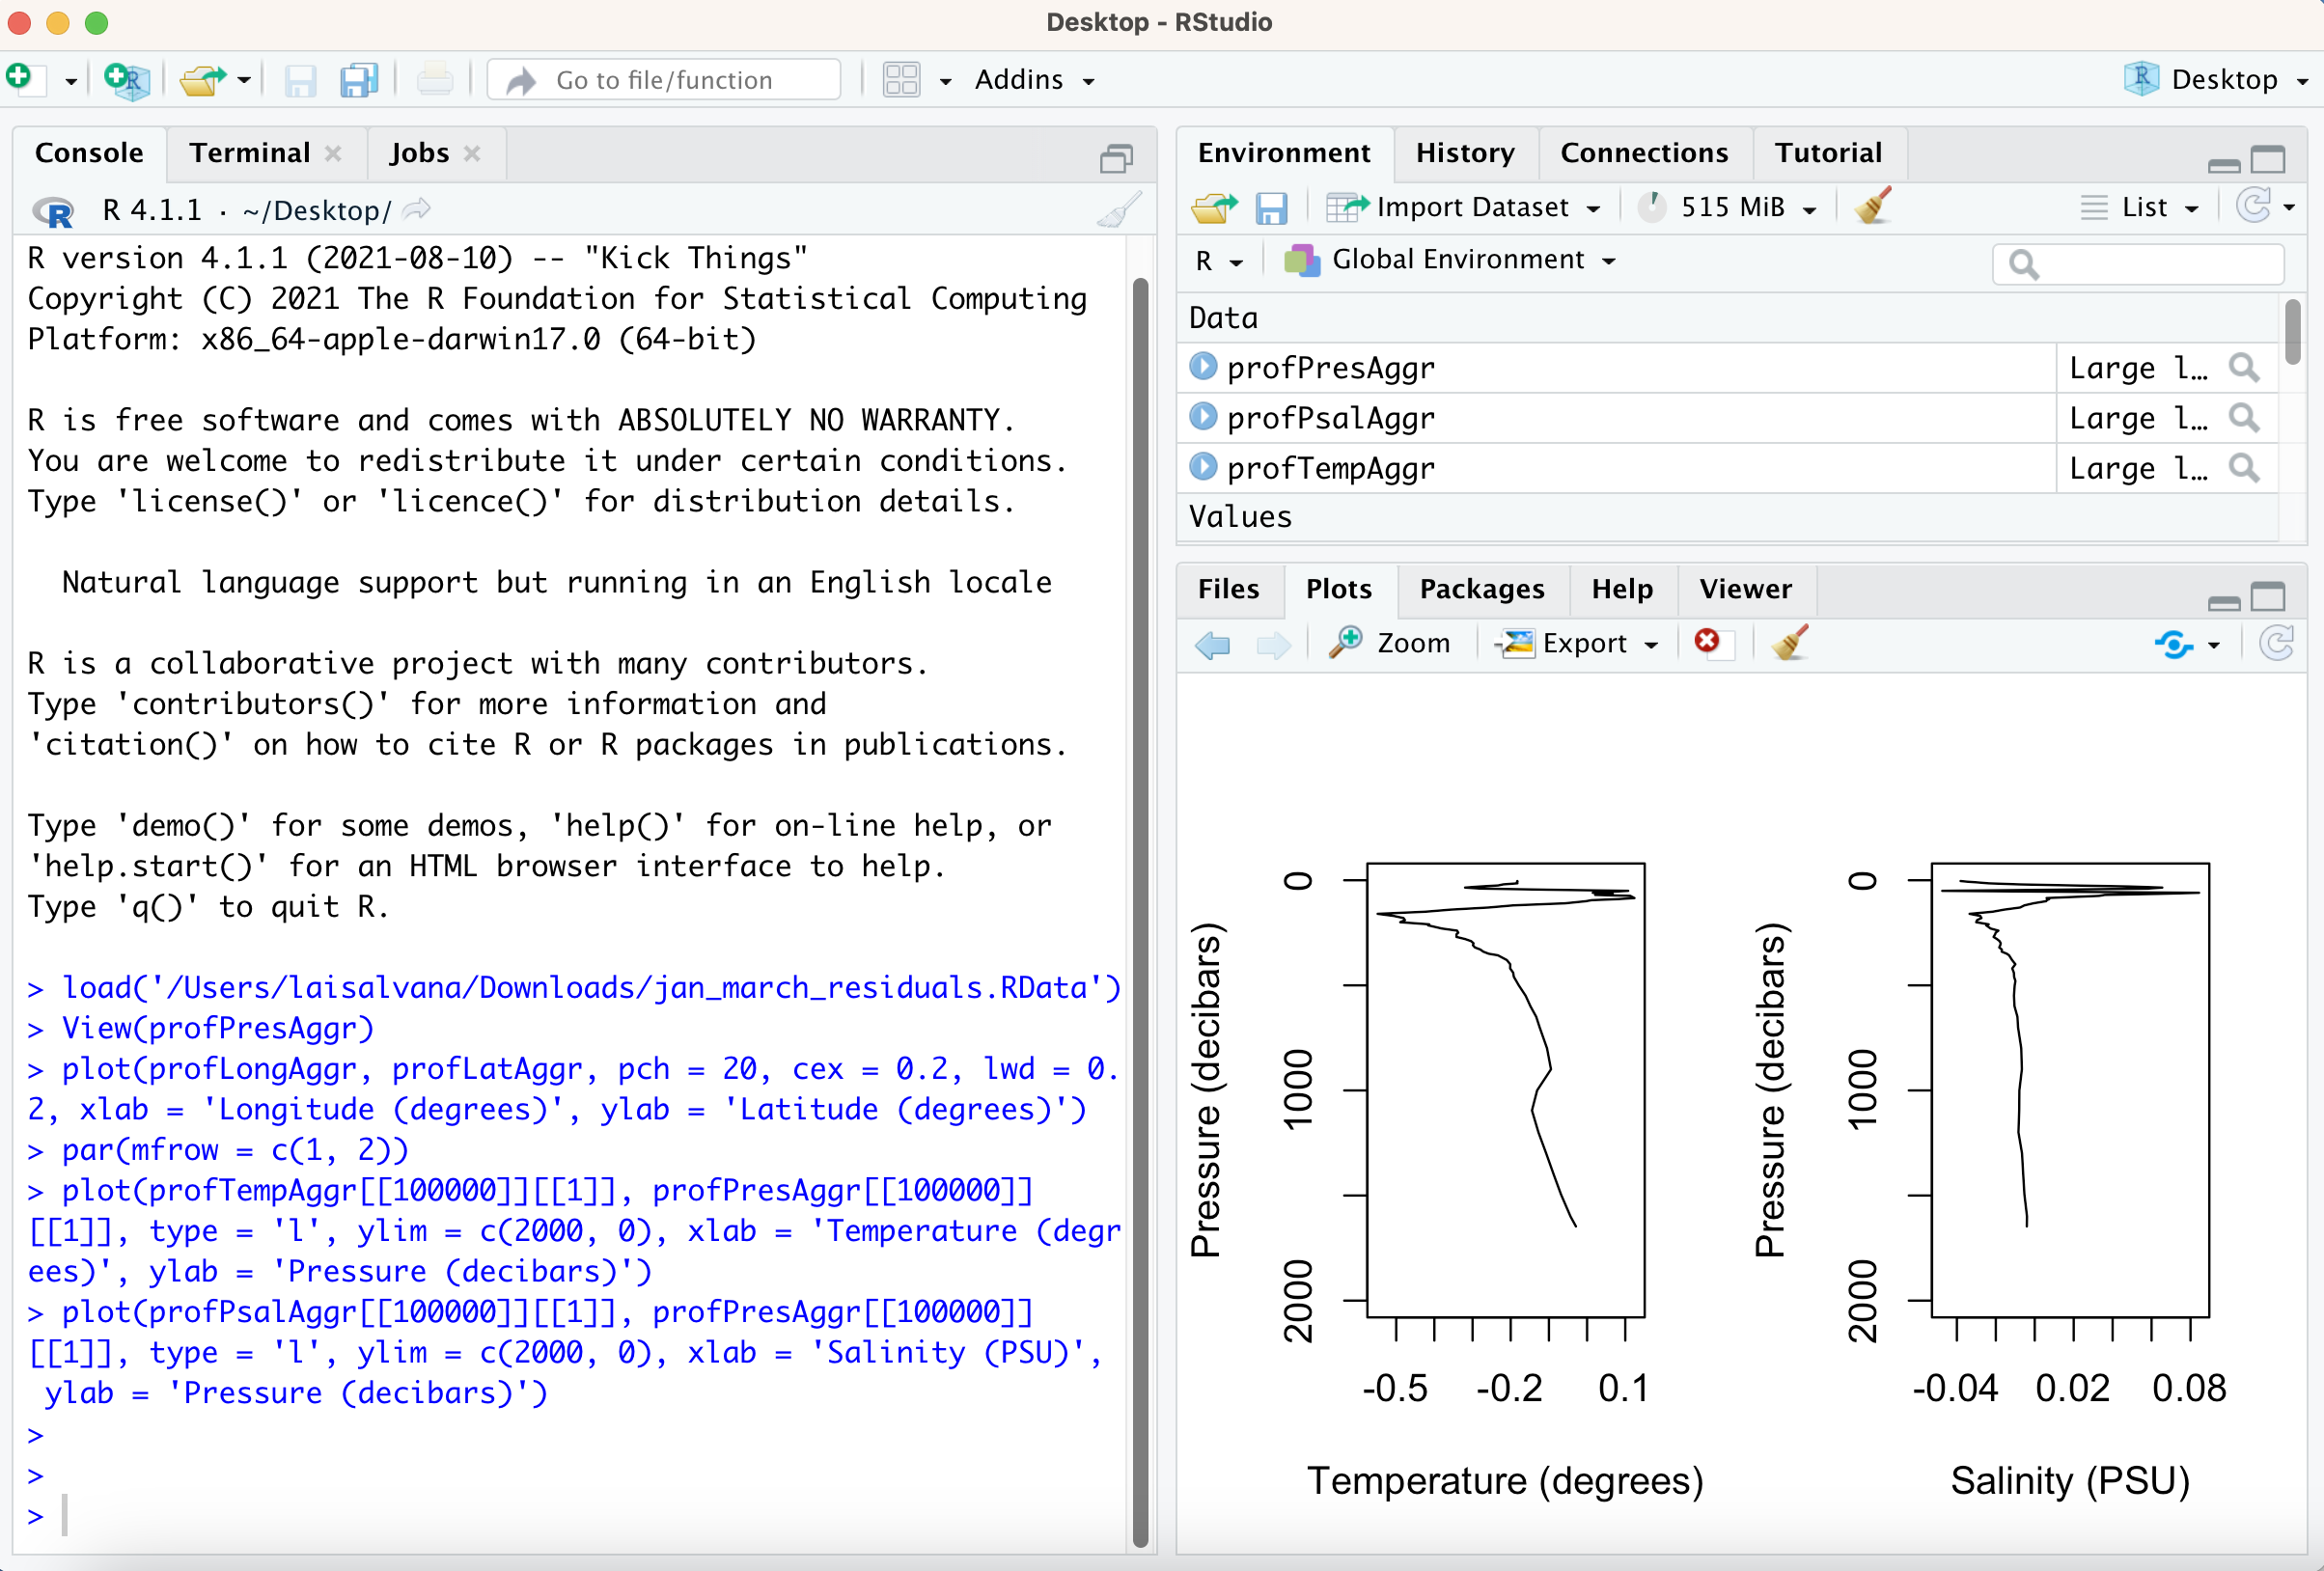 Desktop - RStudio
Go to file/function
Addins
Desktop
Console
Terminal
Jobs
R 4.1.1 · ~/Desktop/
R version 4.1.1 (2021-08-10) -- "Kick Things"
Copyright (C) 2021 The R Foundation for Statistical Computing
Platform: x86_64-apple-darwin17.0 (64-bit)
R is free software and comes with ABSOLUTELY NO WARRANTY.
You are welcome to redistribute it under certain conditions.
Type 'license()' or 'licence()' for distribution details.
Natural language support but running in an English locale
R is a collaborative project with many contributors.
Type 'contributors()' for more information and
'citation()' on how to cite R or R packages in publications.
Type 'demo()' for some demos, 'help()' for on-line help, or
'help.start()' for an HTML browser interface to help.
Type 'q()' to quit R.
> load('/Users/laisalvana/Downloads/jan_march_residuals.RData')
> View(profPresAggr)
> plot(profLongAggr, profLatAggr, pch = 20, cex = 0.2, lwd = 0.
2, xlab = 'Longitude (degrees)', ylab = 'Latitude (degrees)')
> par(mfrow = c(1, 2))
> plot(profTempAggr[[100000]][[1]], profPresAggr[[100000]]
[[1]], type = 'l', ylim = c(2000, 0), xlab = 'Temperature (degr
ees)', ylab = 'Pressure (decibars)')
> plot(profPsalAggr[[100000]][[1]], profPresAggr[[100000]]
[[1]], type = 'l', ylim = c(2000, 0), xlab = 'Salinity (PSU)',
ylab = 'Pressure (decibars)')
>
>
>
Environment
History
Connections
Tutorial
Import Dataset
515 MiB
List
R
Global Environment
Data
profPresAggr Large l…
profPsalAggr Large l…
profTempAggr Large l…
Values
Files
Plots
Packages
Help
Viewer
Zoom
Export
Pressure (decibars)
0
1000
2000
-0.5 -0.2 0.1
Temperature (degrees)
Pressure (decibars)
0
1000
2000
-0.04 0.02 0.08
Salinity (PSU)